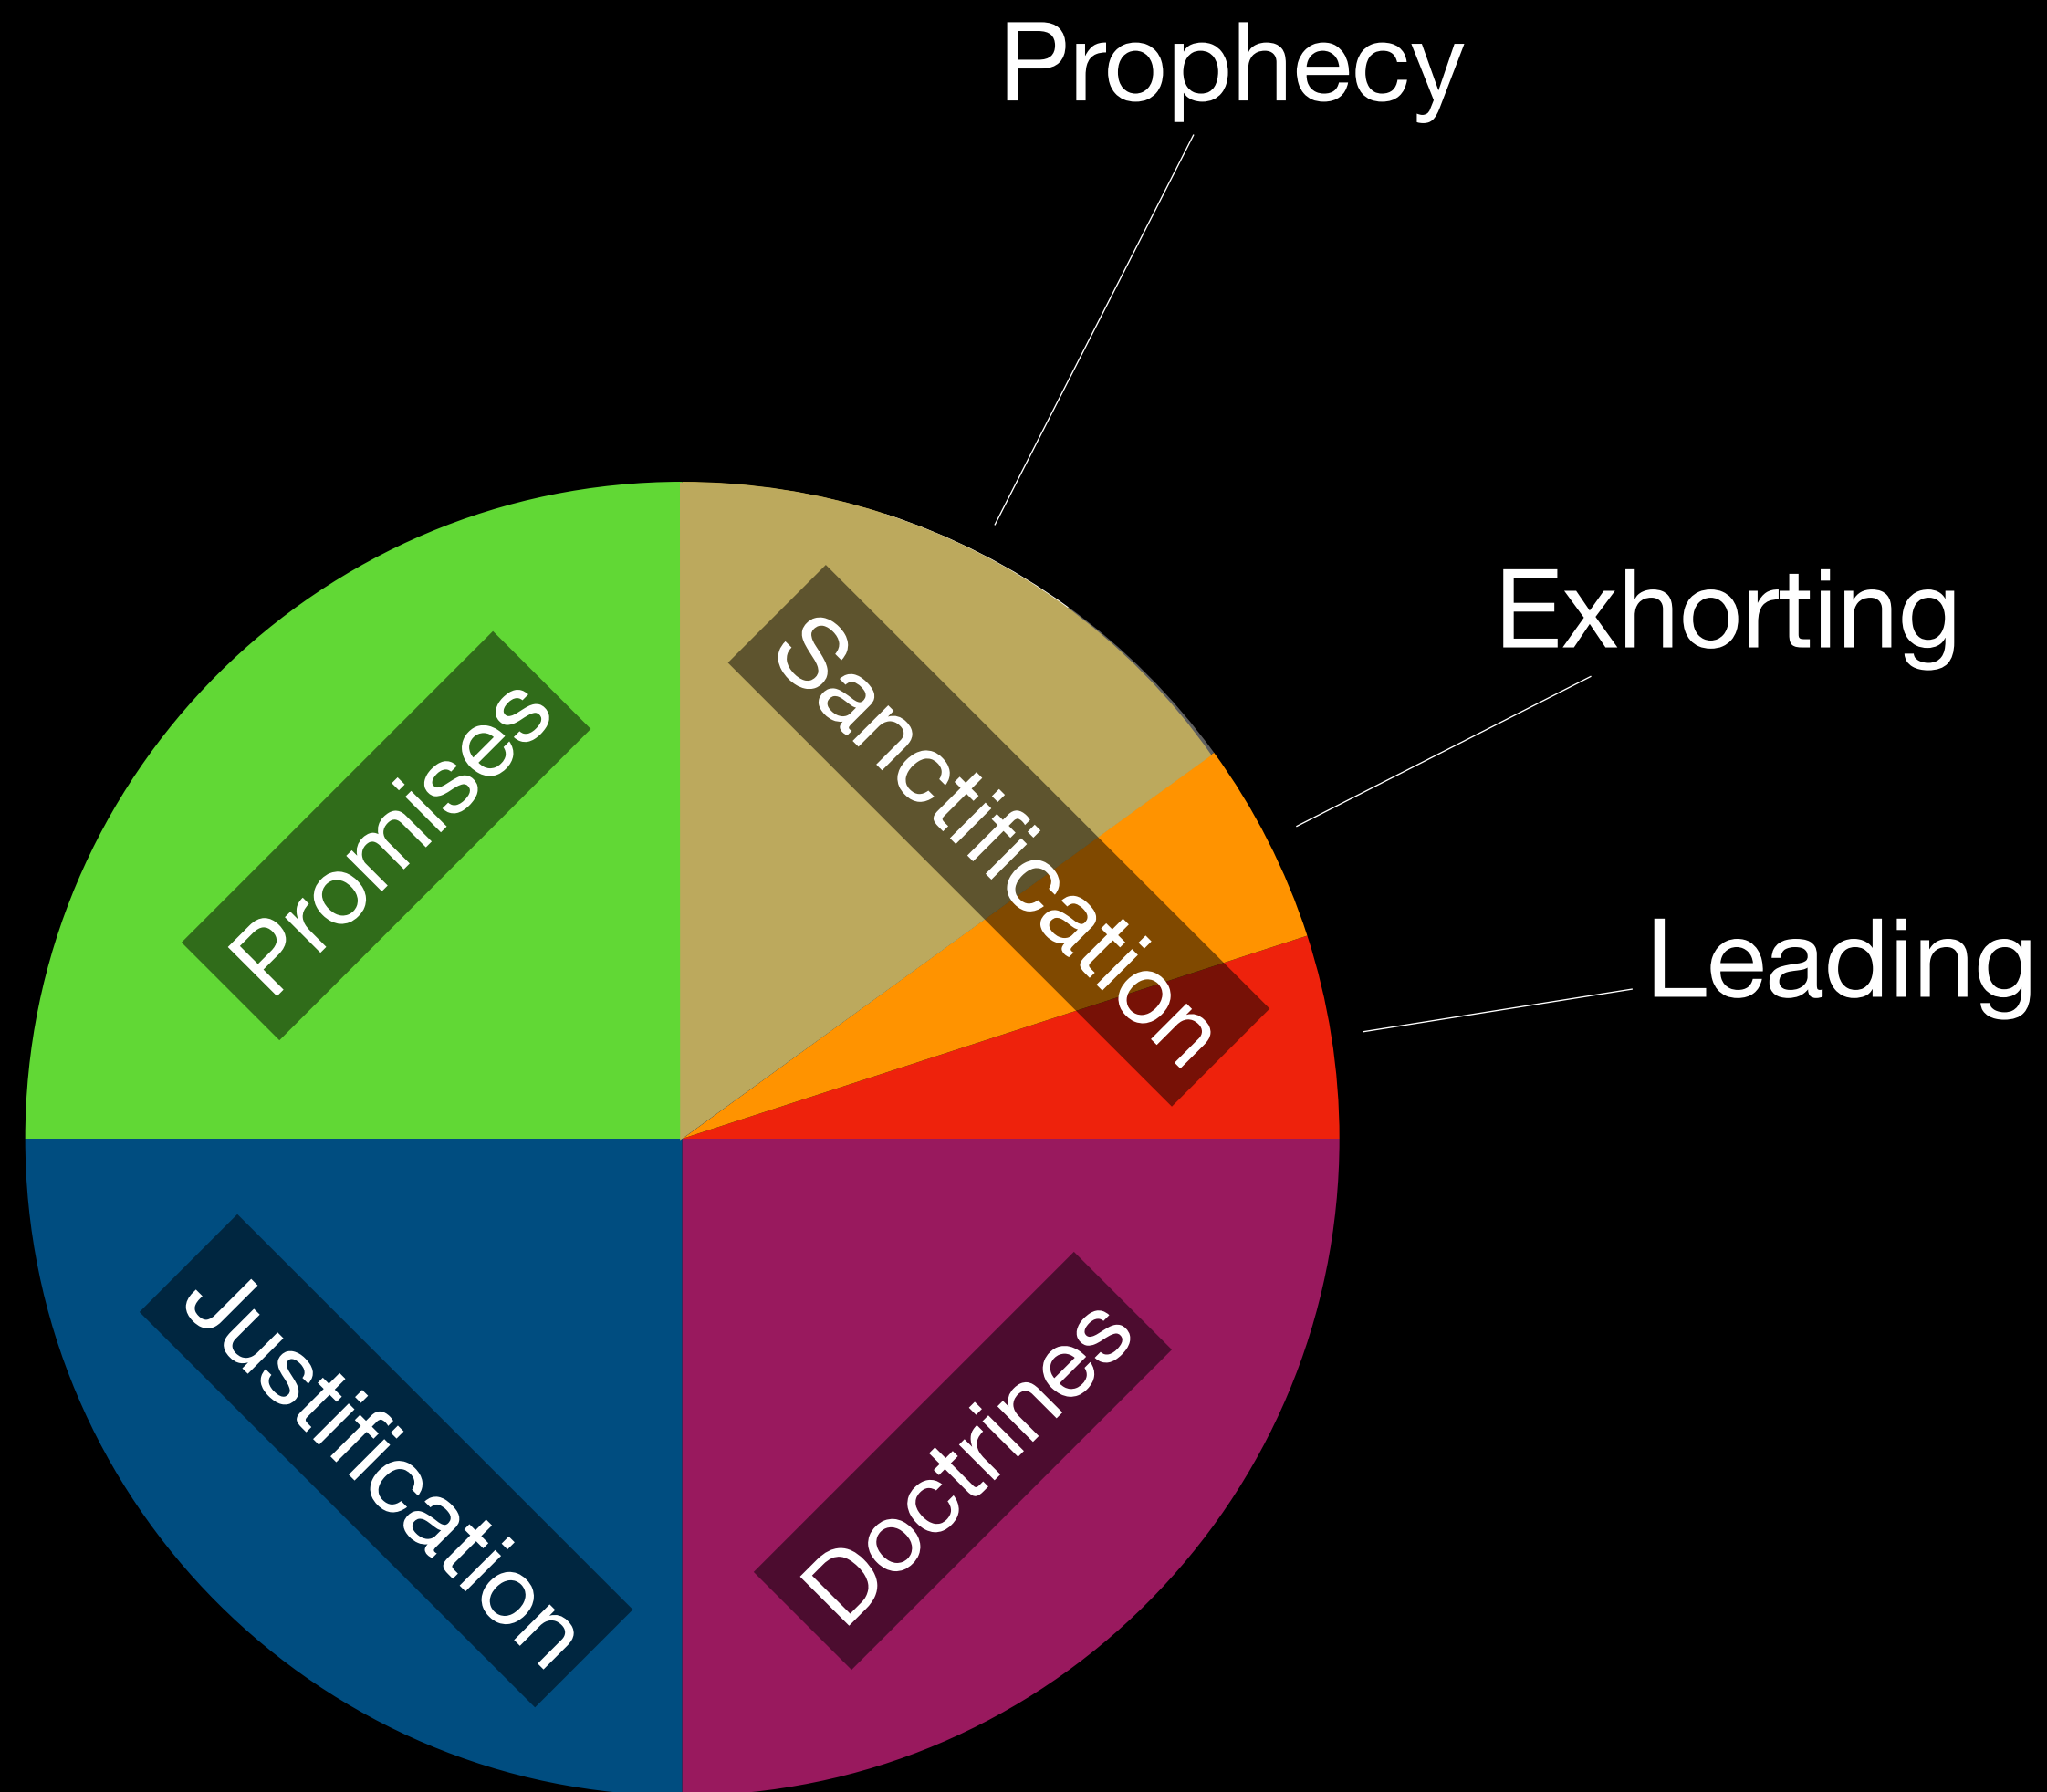 Prophecy
Exhorting
Leading
Promises
Sanctification
Justification
Doctrines